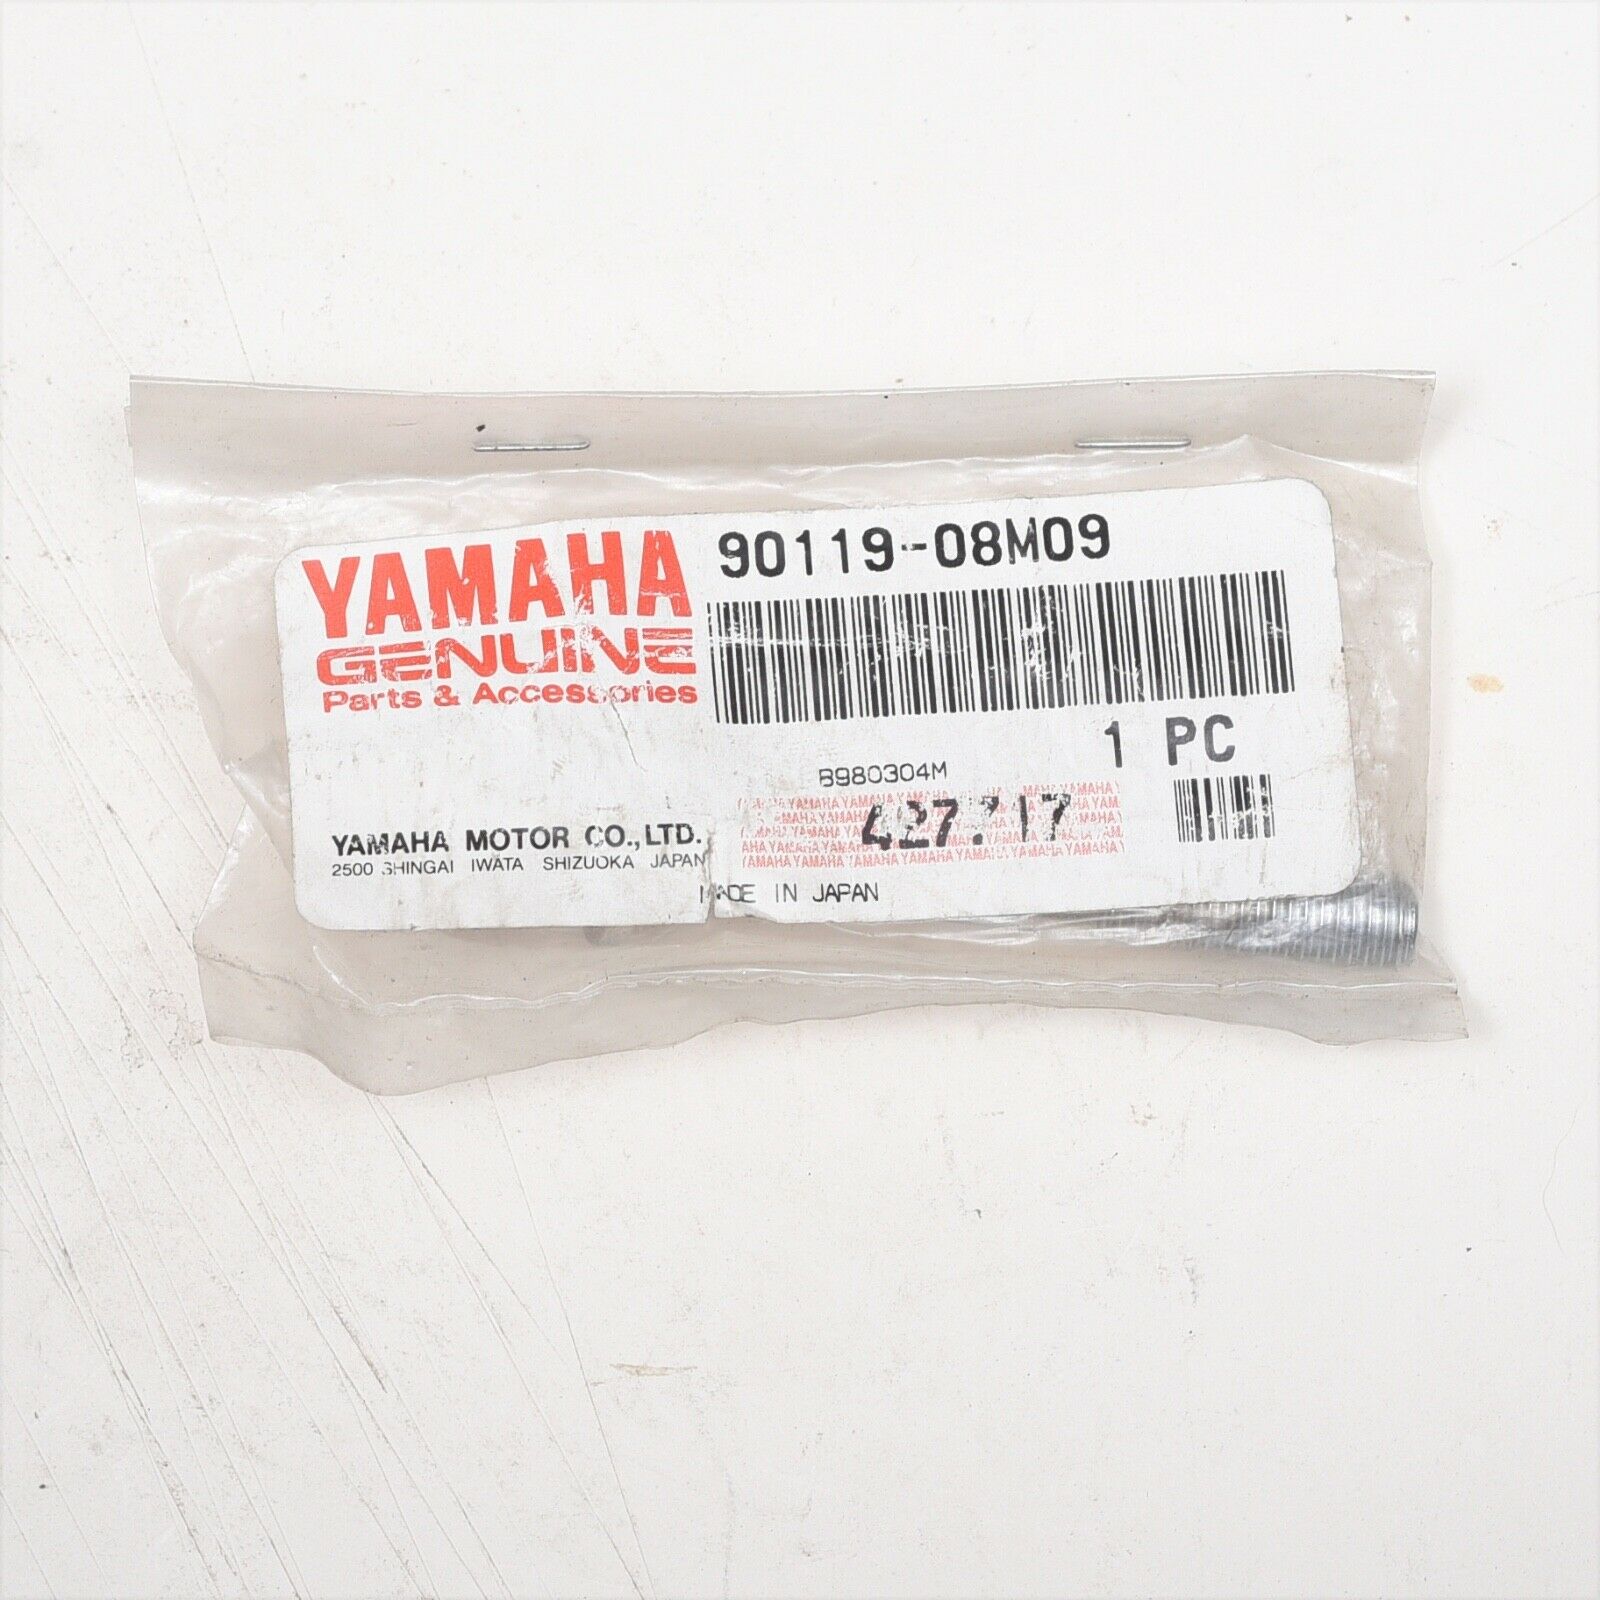 YAMAHA
GENUINE
Parts & Accessories
90119-08M09
1 PC
B980304M
YAMAHA MOTOR CO.,LTD.
2500 SHINGAI IWATA SHIZUOKA JAPAN
MADE IN JAPAN